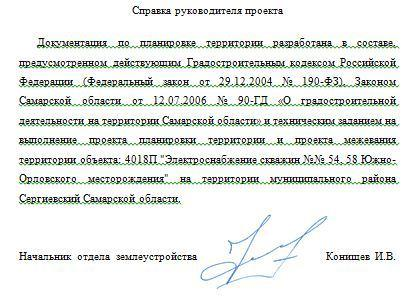 Справка руководителя проекта
Документация по планировке территории разработана в составе,
предусмотренном действующим Градостроительным кодексом Российской
Федерации (Федеральный закон от 29.12.2004 № 190-ФЗ), Законом
Самарской области от 12.07.2006 № 90-ГД «О градостроительной
деятельности на территории Самарской области» и техническим заданием на
выполнение проекта планировки территории и проекта межевания
территории объекта: 4018П "Электроснабжение скважин №№ 54, 58 Южно-
Орловского месторождения" на территории муниципального района
Сергиевский Самарской области.
Начальник отдела землеустройства Конищев И.В.